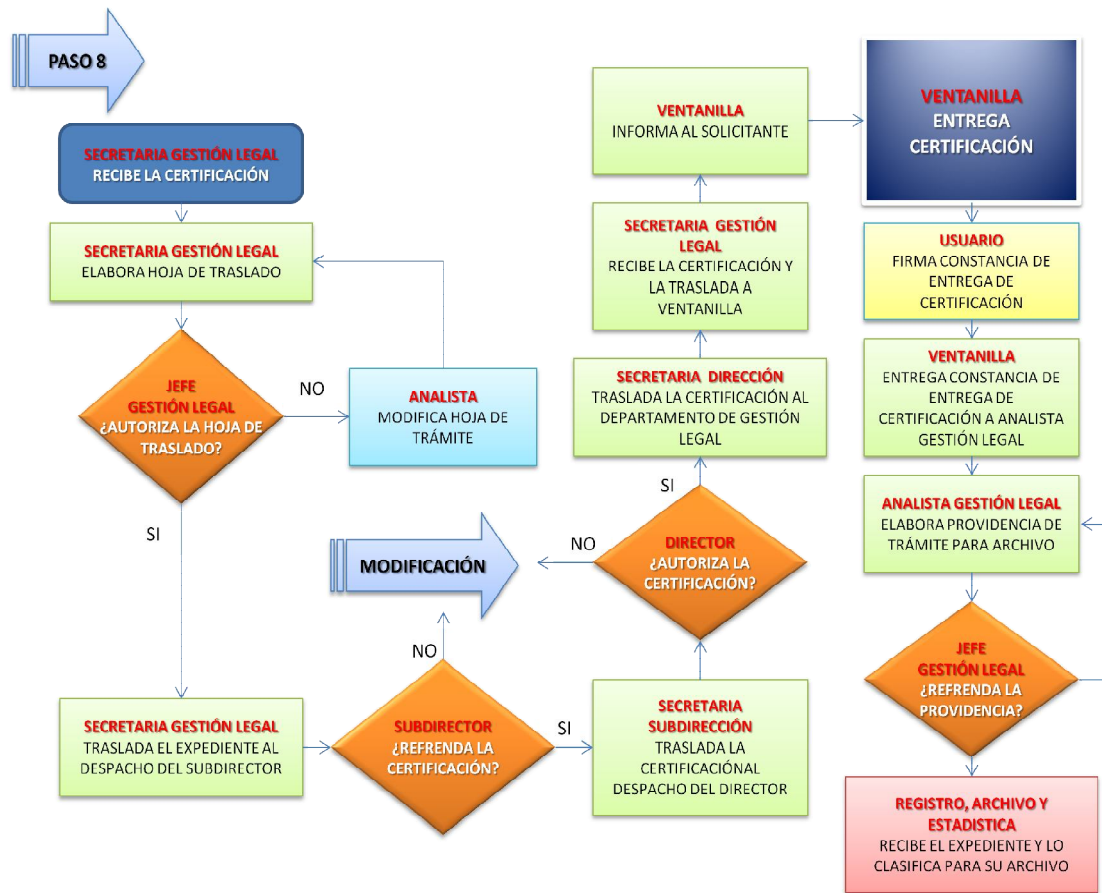 PASO 8
SECRETARIA GESTIÓN LEGAL
RECIBE LA CERTIFICACIÓN
SECRETARIA GESTIÓN LEGAL
ELABORA HOJA DE TRASLADO
JEFE
GESTIÓN LEGAL
¿AUTORIZA LA HOJA DE
TRASLADO?
NO
ANALISTA
MODIFICA HOJA DE
TRÁMITE
SI
SECRETARIA GESTIÓN LEGAL
TRASLADA EL EXPEDIENTE AL
DESPACHO DEL SUBDIRECTOR
SUBDIRECTOR
¿REFRENDA LA
CERTIFICACIÓN?
NO
MODIFICACIÓN
SI
SECRETARIA
SUBDIRECCIÓN
TRASLADA LA
CERTIFICACIÓNAL
DESPACHO DEL DIRECTOR
DIRECTOR
¿AUTORIZA LA
CERTIFICACIÓN?
NO
SI
SECRETARIA DIRECCIÓN
TRASLADA LA CERTIFICACIÓN AL
DEPARTAMENTO DE GESTIÓN
LEGAL
SECRETARIA GESTIÓN
LEGAL
RECIBE LA CERTIFICACIÓN Y
LA TRASLADA A
VENTANILLA
VENTANILLA
INFORMA AL SOLICITANTE
VENTANILLA
ENTREGA
CERTIFICACIÓN
USUARIO
FIRMA CONSTANCIA DE
ENTREGA DE
CERTIFICACIÓN
VENTANILLA
ENTREGA CONSTANCIA DE
ENTREGA DE
CERTIFICACIÓN A ANALISTA
GESTIÓN LEGAL
ANALISTA GESTIÓN LEGAL
ELABORA PROVIDENCIA DE
TRÁMITE PARA ARCHIVO
JEFE
GESTIÓN LEGAL
¿REFRENDA LA
PROVIDENCIA?
REGISTRO, ARCHIVO Y
ESTADISTICA
RECIBE EL EXPEDIENTE Y LO
CLASIFICA PARA SU ARCHIVO